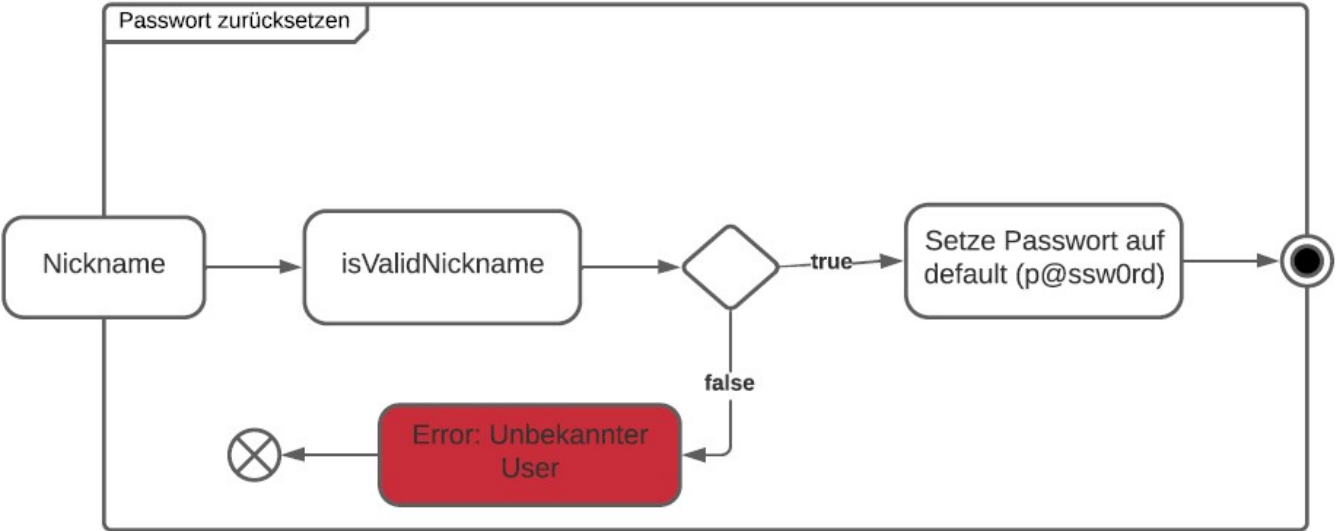 Passwort zurücksetzen
Nickname
isValidNickname
true
Setze Passwort auf
default (p@ssw0rd)
false
Error: Unbekannter
User